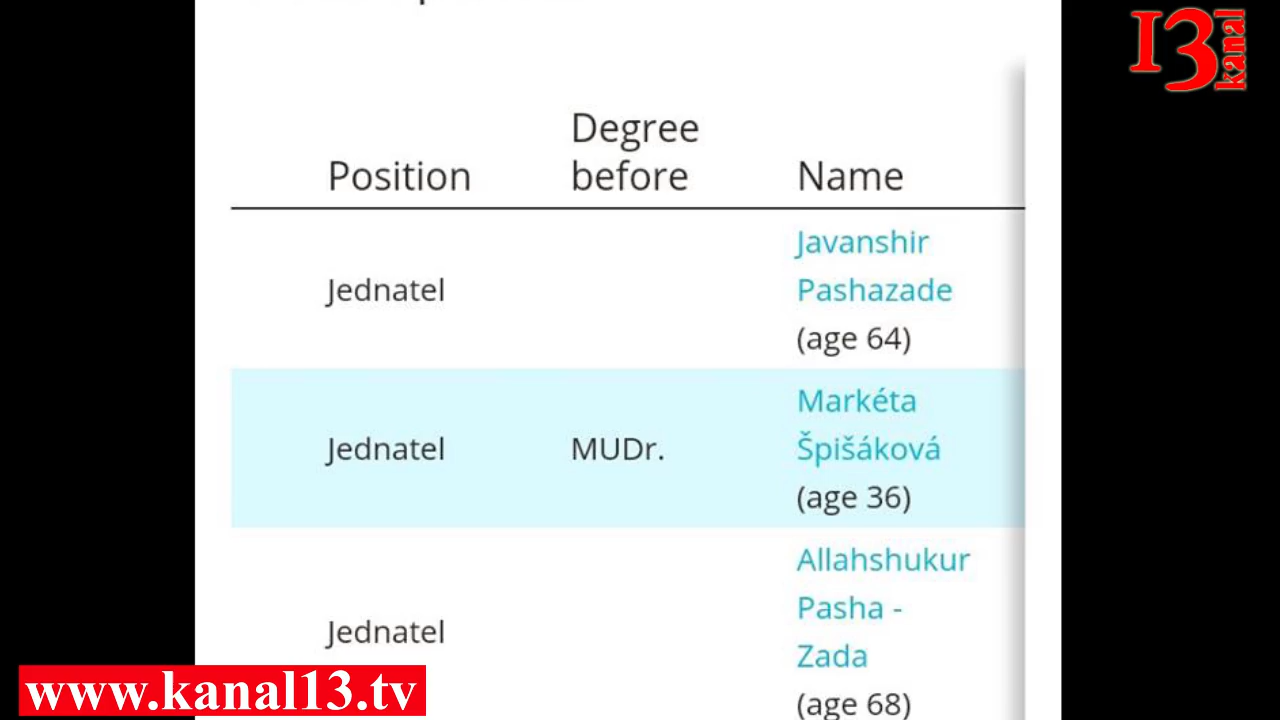 13 kanal
Degree
Position before Name
Javanshir
Jednatel Pashazade
(age 64)
Markéta
Jednatel MUDr. Špišáková
(age 36)
Allahshukur
Pasha -
Jednatel
Zada
(age 68)
www.kanal13.tv